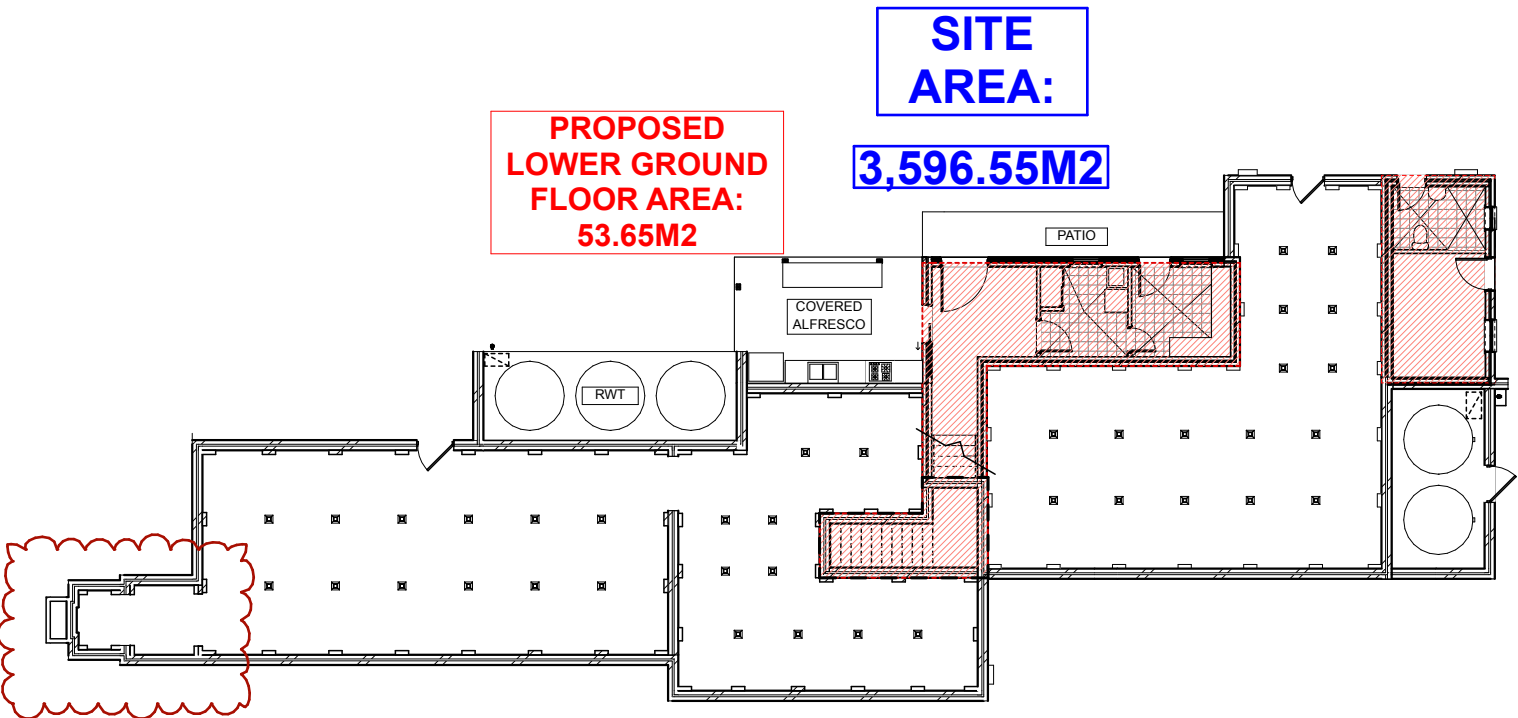 SITE
AREA:
3,596.55M2
PROPOSED
LOWER GROUND
FLOOR AREA:
53.65M2
PATIO
COVERED
ALFRESCO
RWT